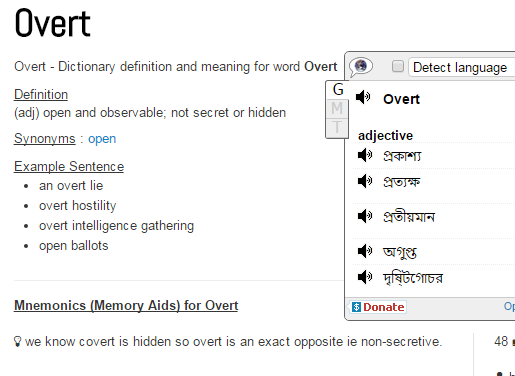 Overt
Overt - Dictionary definition and meaning for word Overt
Definition
(adj) open and observable; not secret or hidden
Synonyms : open
Example Sentence
an overt lie
overt hostility
overt intelligence gathering
open ballots
Mnemonics (Memory Aids) for Overt
we know covert is hidden so overt is an exact opposite ie non-secretive.
48
Detect language
G
M
T
Overt
adjective
প্রকাশ্য
প্রত্যক্ষ
প্রতীয়মান
অগুপ্ত
দৃষ্টিগোচর
Donate